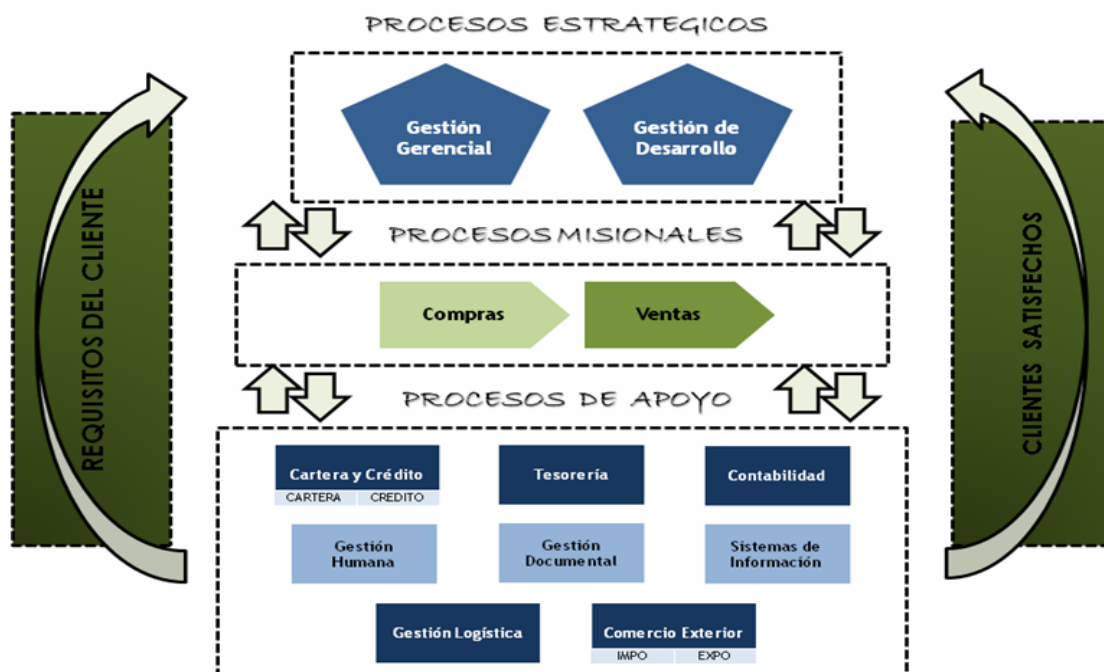 PROCESOS ESTRATEGICOS
Gestión
Gerencial
Gestión de
Desarrollo
REQUISITOS DEL CLIENTE
CLIENTES SATISFECHOS
PROCESOS MISIONALES
Compras
Ventas
PROCESOS DE APOYO
Cartera y Crédito
CARTERA
CREDITO
Tesorería
Contabilidad
Gestión
Humana
Gestión
Documental
Sistemas de
Información
Gestión Logística
Comercio Exterior
IMPO
EXPO